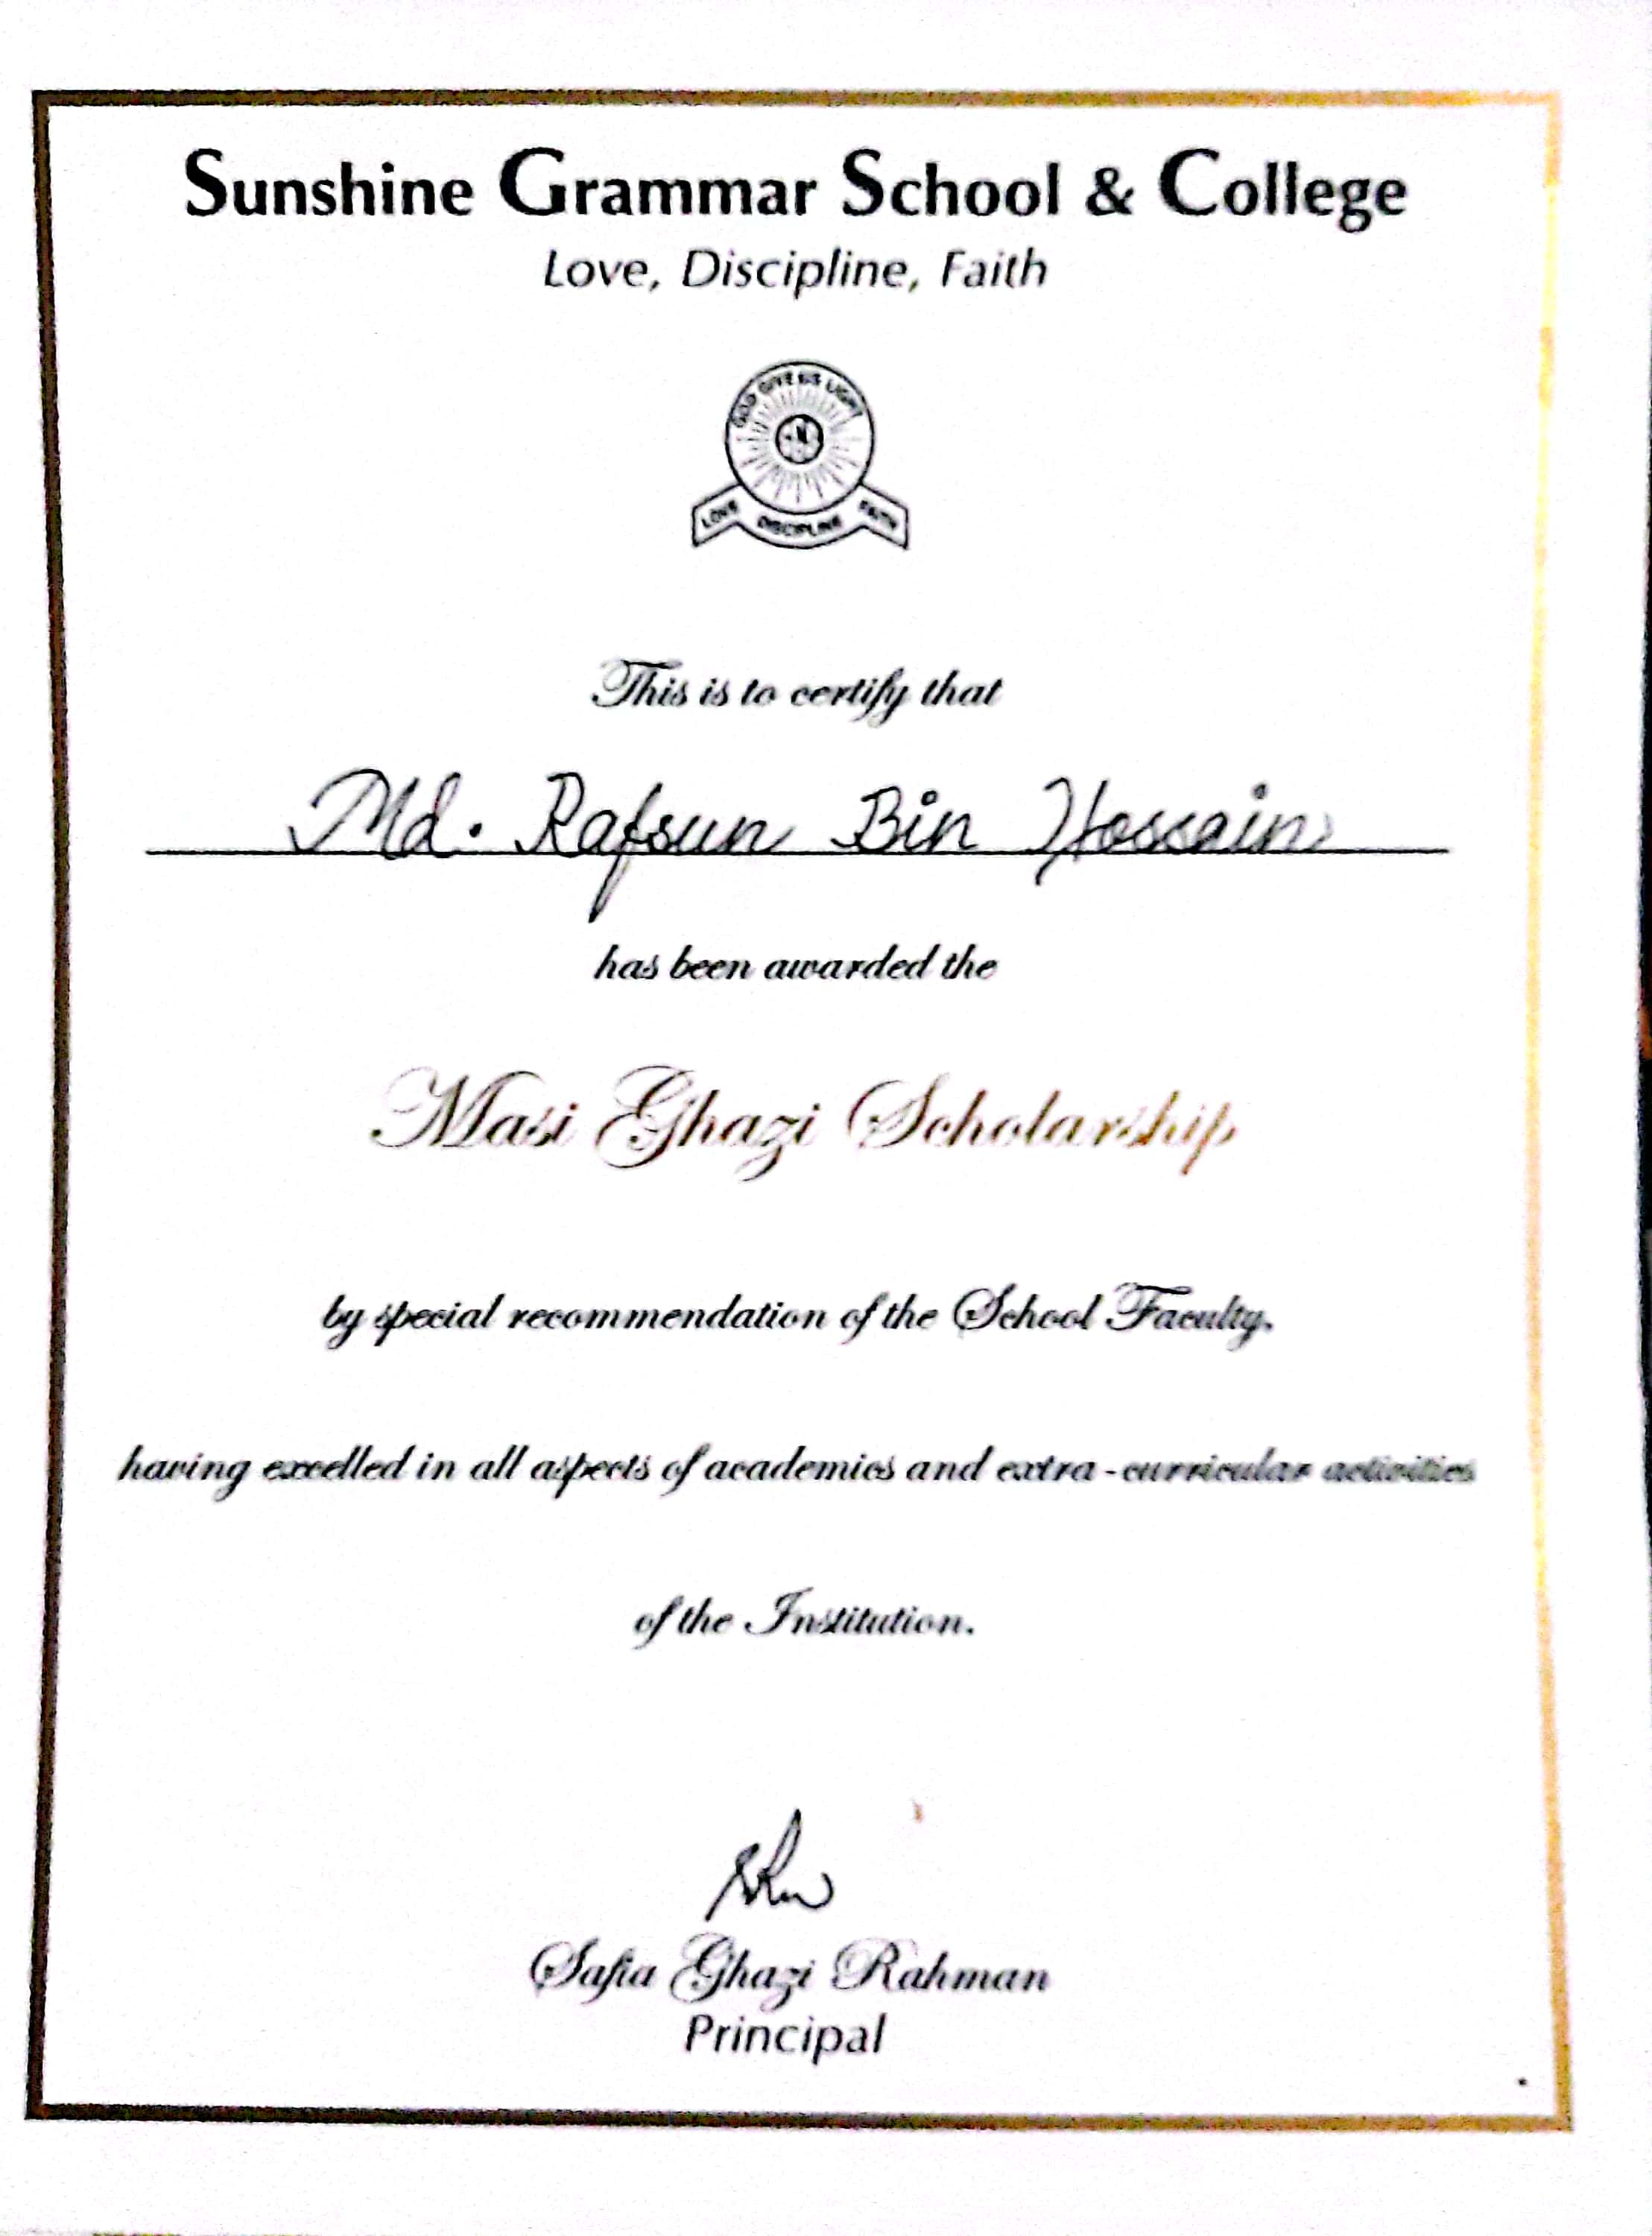 Sunshine Grammar School & College
Love, Discipline, Faith
GOD GIVE US LIGHT
LOVE DISCIPLINE FAITH
This is to certify that
Md. Rafsun Bin Hossain
has been awarded the
Masi Ghazi Scholarship
by special recommendation of the School Faculty.
having excelled in all aspects of academics and extra-curricular activities
of the Institution.
Safia Ghazi Rahman
Principal